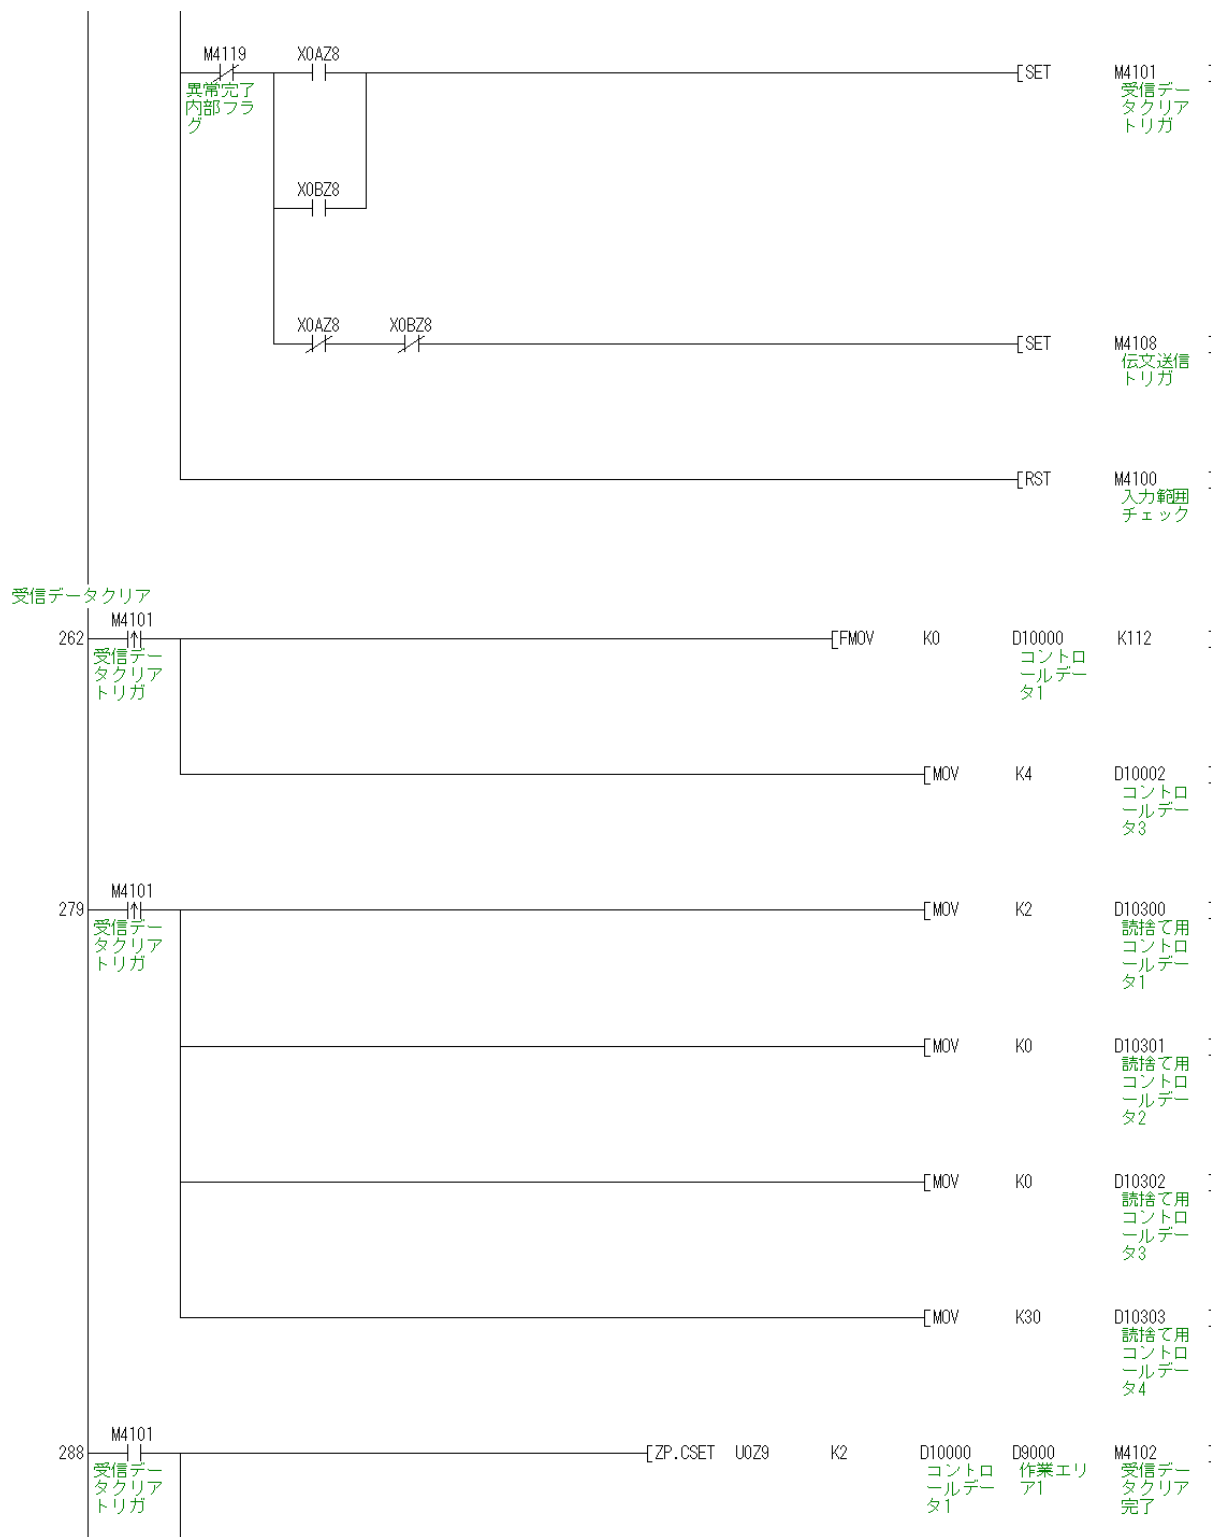 M4119 X0AZ8
[SET M4101 ]
異常完了
内部フラ
グ
受信デー
タクリア
トリガ
X0BZ8
X0AZ8 X0BZ8
[SET M4108 ]
伝文送信
トリガ
[RST M4100 ]
入力範囲
チェック
受信データクリア
M4101
262 [FMOV K0 D10000 K112 ]
受信デー
タクリア
トリガ
コントロ
ールデー
タ1
[MOV K4 D10002 ]
コントロ
ールデー
タ3
M4101
279 [MOV K2 D10300 ]
受信デー
タクリア
トリガ
読捨て用
コントロ
ールデー
タ1
[MOV K0 D10301 ]
読捨て用
コントロ
ールデー
タ2
[MOV K0 D10302 ]
読捨て用
コントロ
ールデー
タ3
[MOV K30 D10303 ]
読捨て用
コントロ
ールデー
タ4
M4101
288 [ZP.CSET U0Z9 K2 D10000 D9000 M4102 ]
受信デー
タクリア
トリガ
コントロ
ールデー
タ1
作業エリ
ア1
受信デー
タクリア
完了